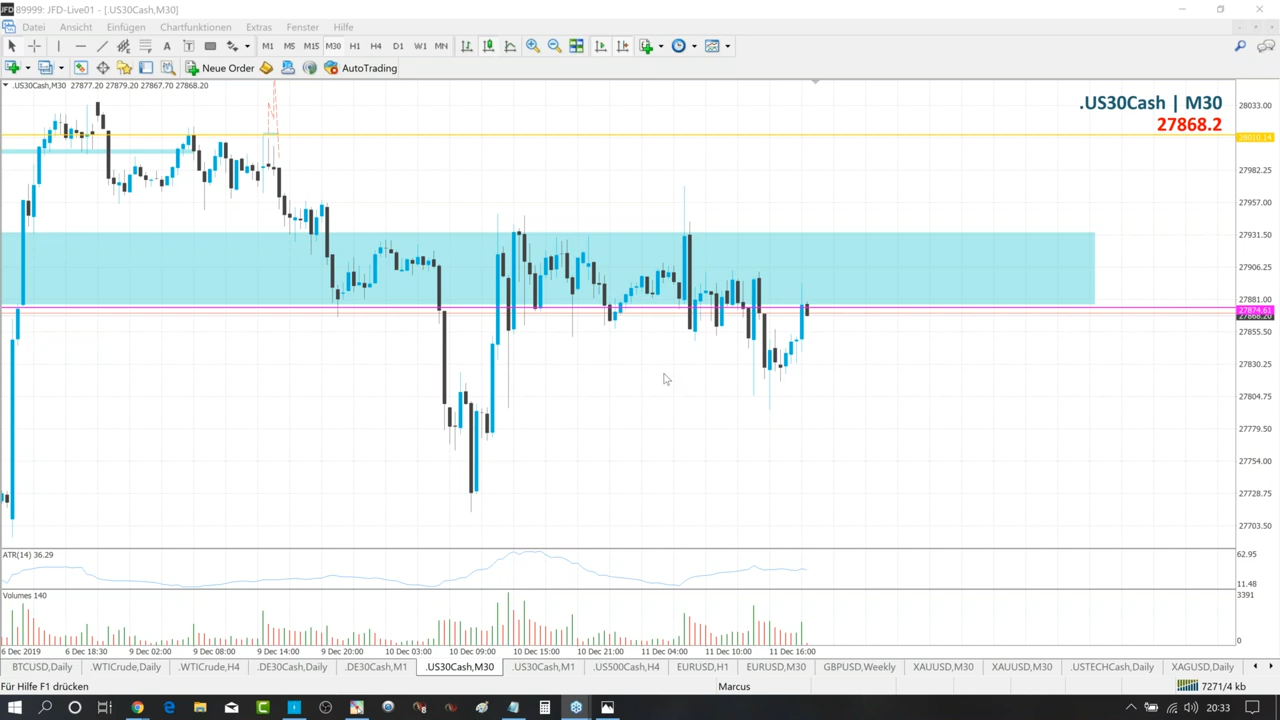 JFD 89999: JFD-Live01 - [.US30Cash,M30]
Datei Ansicht Einfügen Chartfunktionen Extras Fenster Hilfe
A T M1 M5 M15 M30 H1 H4 D1 W1 MN
New Order AutoTrading
.US30Cash,M30 27877.20 27879.20 27867.70 27868.20
.US30Cash | M30
27868.2
28033.00
28010.14
27982.25
27957.00
27931.50
27906.25
27881.00
27874.61
27868.20
27855.50
27830.25
27804.75
27779.50
27754.00
27728.75
27703.50
ATR(14) 36.29
62.95
11.48
Volumes 140
3391
0
6 Dec 2019 6 Dec 18:30 9 Dec 02:00 9 Dec 08:00 9 Dec 14:00 9 Dec 20:00 10 Dec 03:00 10 Dec 09:00 10 Dec 15:00 10 Dec 21:00 11 Dec 04:00 11 Dec 10:00 11 Dec 16:00
BTCUSD,Daily .WTICrude,Daily .WTICrude,H4 .DE30Cash,Daily .DE30Cash,M1 .US30Cash,M30 .US30Cash,M1 .US500Cash,H4 EURUSD,H1 EURUSD,M30 GBPUSD,Weekly XAUUSD,M30 XAUUSD,M30 .USTECHCash,Daily XAGUSD,Daily
Für Hilfe F1 drücken Marcus 7271/4 kb
20:33